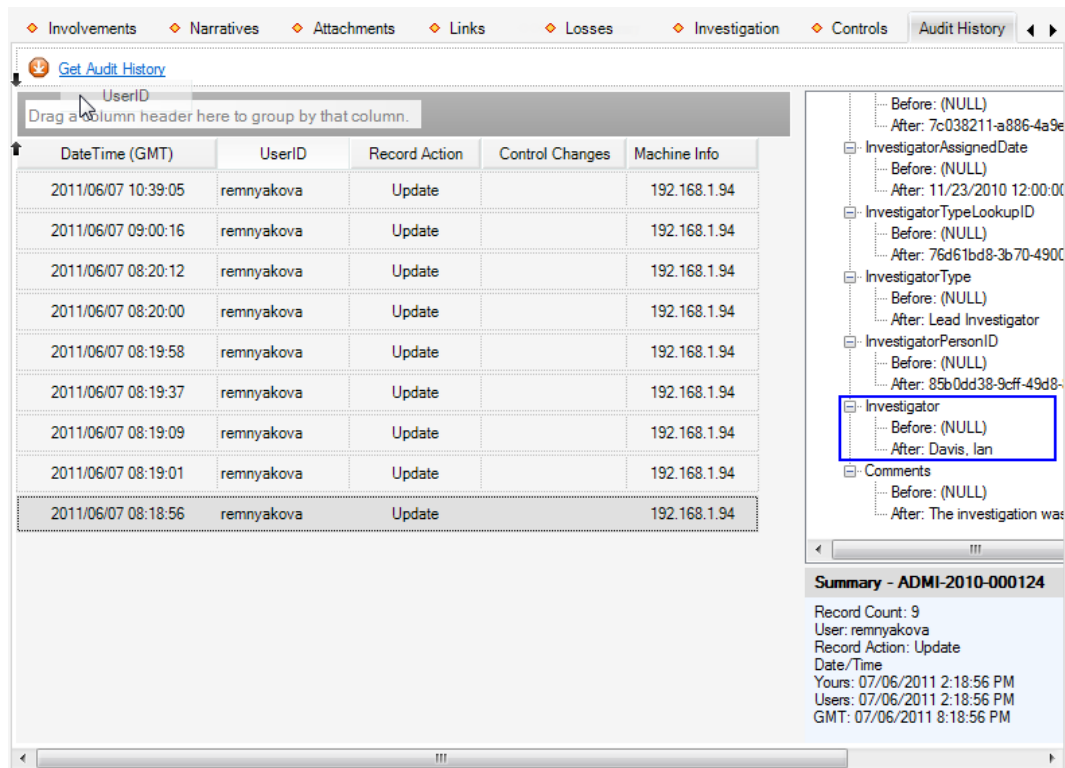 Involvements Narratives Attachments Links Losses Investigation Controls Audit History
Get Audit History
UserID
Drag a column header here to group by that column.
DateTime (GMT) UserID Record Action Control Changes Machine Info
2011/06/07 10:39:05 remnyakova Update 192.168.1.94
2011/06/07 09:00:16 remnyakova Update 192.168.1.94
2011/06/07 08:20:12 remnyakova Update 192.168.1.94
2011/06/07 08:20:00 remnyakova Update 192.168.1.94
2011/06/07 08:19:58 remnyakova Update 192.168.1.94
2011/06/07 08:19:37 remnyakova Update 192.168.1.94
2011/06/07 08:19:09 remnyakova Update 192.168.1.94
2011/06/07 08:19:01 remnyakova Update 192.168.1.94
2011/06/07 08:18:56 remnyakova Update 192.168.1.94
Before: (NULL)
After: 7c038211-a886-4a9e
InvestigatorAssignedDate
Before: (NULL)
After: 11/23/2010 12:00:00
InvestigatorTypeLookupID
Before: (NULL)
After: 76d61bd8-3b70-4900
InvestigatorType
Before: (NULL)
After: Lead Investigator
InvestigatorPersonID
Before: (NULL)
After: 85b0dd38-9cff-49d8-
Investigator
Before: (NULL)
After: Davis, Ian
Comments
Before: (NULL)
After: The investigation was
Summary - ADMI-2010-000124
Record Count: 9
User: remnyakova
Record Action: Update
Date/Time
Yours: 07/06/2011 2:18:56 PM
Users: 07/06/2011 2:18:56 PM
GMT: 07/06/2011 8:18:56 PM